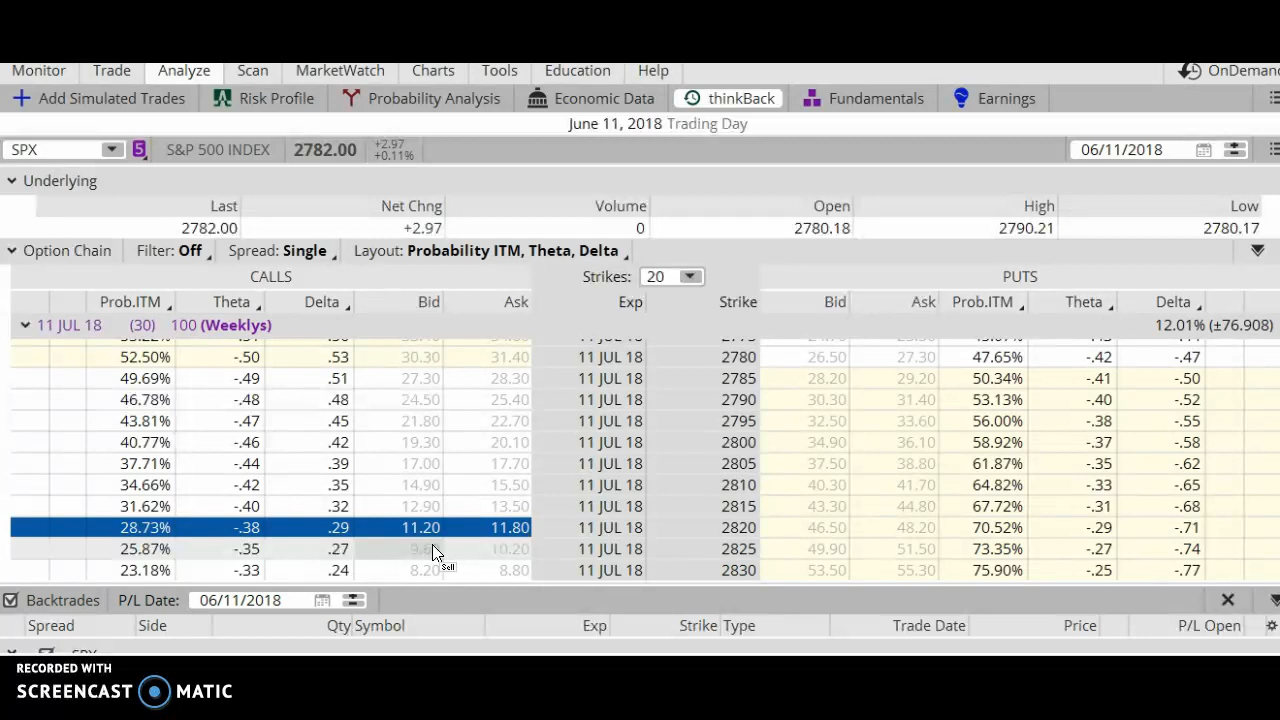 Monitor Trade Analyze Scan MarketWatch Charts Tools Education Help OnDemand
Add Simulated Trades Risk Profile Probability Analysis Economic Data thinkBack Fundamentals Earnings
June 11, 2018 Trading Day
SPX 5 S&P 500 INDEX 2782.00 +2.97 +0.11% 06/11/2018
Underlying
Last Net Chng Volume Open High Low
2782.00 +2.97 0 2780.18 2790.21 2780.17
Option Chain Filter: Off Spread: Single Layout: Probability ITM, Theta, Delta
CALLS Strikes: 20 PUTS
Prob.ITM Theta Delta Bid Ask Exp Strike Bid Ask Prob.ITM Theta Delta
11 JUL 18 (30) 100 (Weeklys) 12.01% (±76.908)
52.50% -.50 .53 30.30 31.40 11 JUL 18 2780 26.50 27.30 47.65% -.42 -.47
49.69% -.49 .51 27.30 28.30 11 JUL 18 2785 28.20 29.20 50.34% -.41 -.50
46.78% -.48 .48 24.50 25.40 11 JUL 18 2790 30.30 31.40 53.13% -.40 -.52
43.81% -.47 .45 21.80 22.70 11 JUL 18 2795 32.50 33.60 56.00% -.38 -.55
40.77% -.46 .42 19.30 20.10 11 JUL 18 2800 34.90 36.10 58.92% -.37 -.58
37.71% -.44 .39 17.00 17.70 11 JUL 18 2805 37.50 38.80 61.87% -.35 -.62
34.66% -.42 .35 14.90 15.50 11 JUL 18 2810 40.30 41.70 64.82% -.33 -.65
31.62% -.40 .32 12.90 13.50 11 JUL 18 2815 43.30 44.80 67.72% -.31 -.68
28.73% -.38 .29 11.20 11.80 11 JUL 18 2820 46.50 48.20 70.52% -.29 -.71
25.87% -.35 .27 10.20 11 JUL 18 2825 49.90 51.50 73.35% -.27 -.74
Sell
23.18% -.33 .24 8.20 8.80 11 JUL 18 2830 53.50 55.30 75.90% -.25 -.77
Backtrades P/L Date: 06/11/2018
Spread Side Qty Symbol Exp Strike Type Trade Date Price P/L Open
SPX
RECORDED WITH
SCREENCAST MATIC